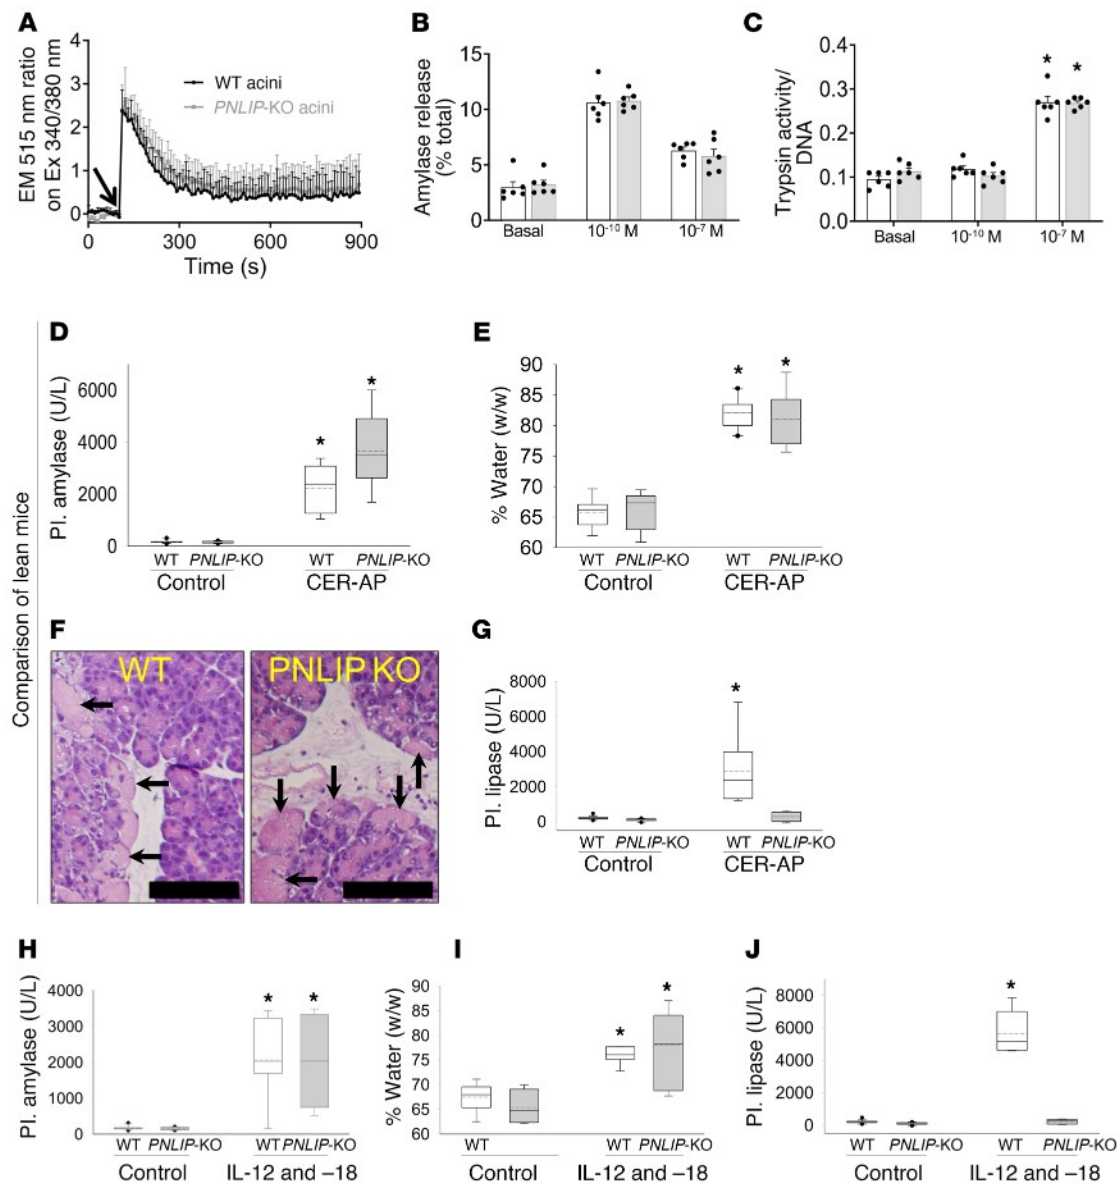 A
EM 515 nm ratio
on Ex 340/380 nm
4
3
2
1
0
WT acini
PNLIP-KO acini
0 300 600 900
Time (s)
B
Amylase release
(% total)
15
10
5
0
Basal 10-10 M 10-7 M
C
Trypsin activity/
DNA
0.4
0.3
0.2
0.1
0.0
* *
Basal 10-10 M 10-7 M
Comparison of lean mice
D
Pl. amylase (U/L)
6000
4000
2000
0
* *
WT PNLIP-KO WT PNLIP-KO
Control CER-AP
E
% Water (w/w)
90
85
80
75
70
65
60
* *
WT PNLIP-KO WT PNLIP-KO
Control CER-AP
F
WT PNLIP KO
G
Pl. lipase (U/L)
8000
6000
4000
2000
0
*
WT PNLIP-KO WT PNLIP-KO
Control CER-AP
H
Pl. amylase (U/L)
4000
3000
2000
1000
0
* *
WT PNLIP-KO WT PNLIP-KO
Control IL-12 and –18
I
% Water (w/w)
90
85
80
75
70
65
60
* *
WT WT PNLIP-KO
Control IL-12 and –18
J
Pl. lipase (U/L)
8000
6000
4000
2000
0
*
WT PNLIP-KO WT PNLIP-KO
Control IL-12 and –18